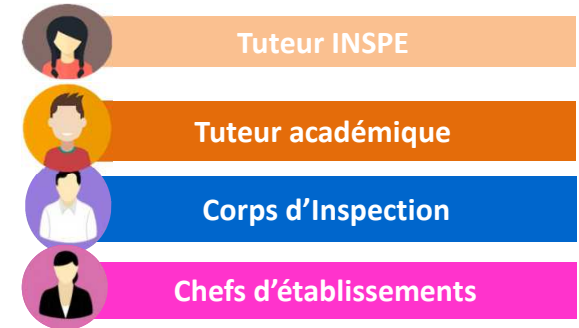 Tuteur INSPE
Tuteur académique
Corps d’Inspection
Chefs d’établissements